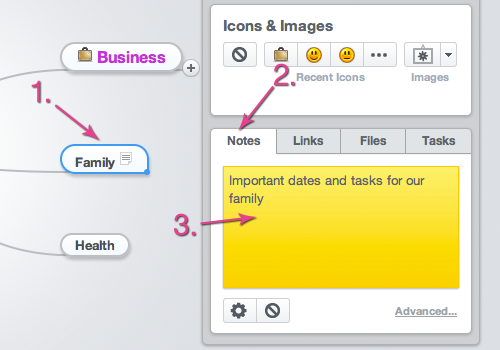 Icons & Images
Business
Recent Icons
Images
1.
2.
Notes
Links
Files
Tasks
Family
Important dates and tasks for our
family
3.
Health
Advanced...